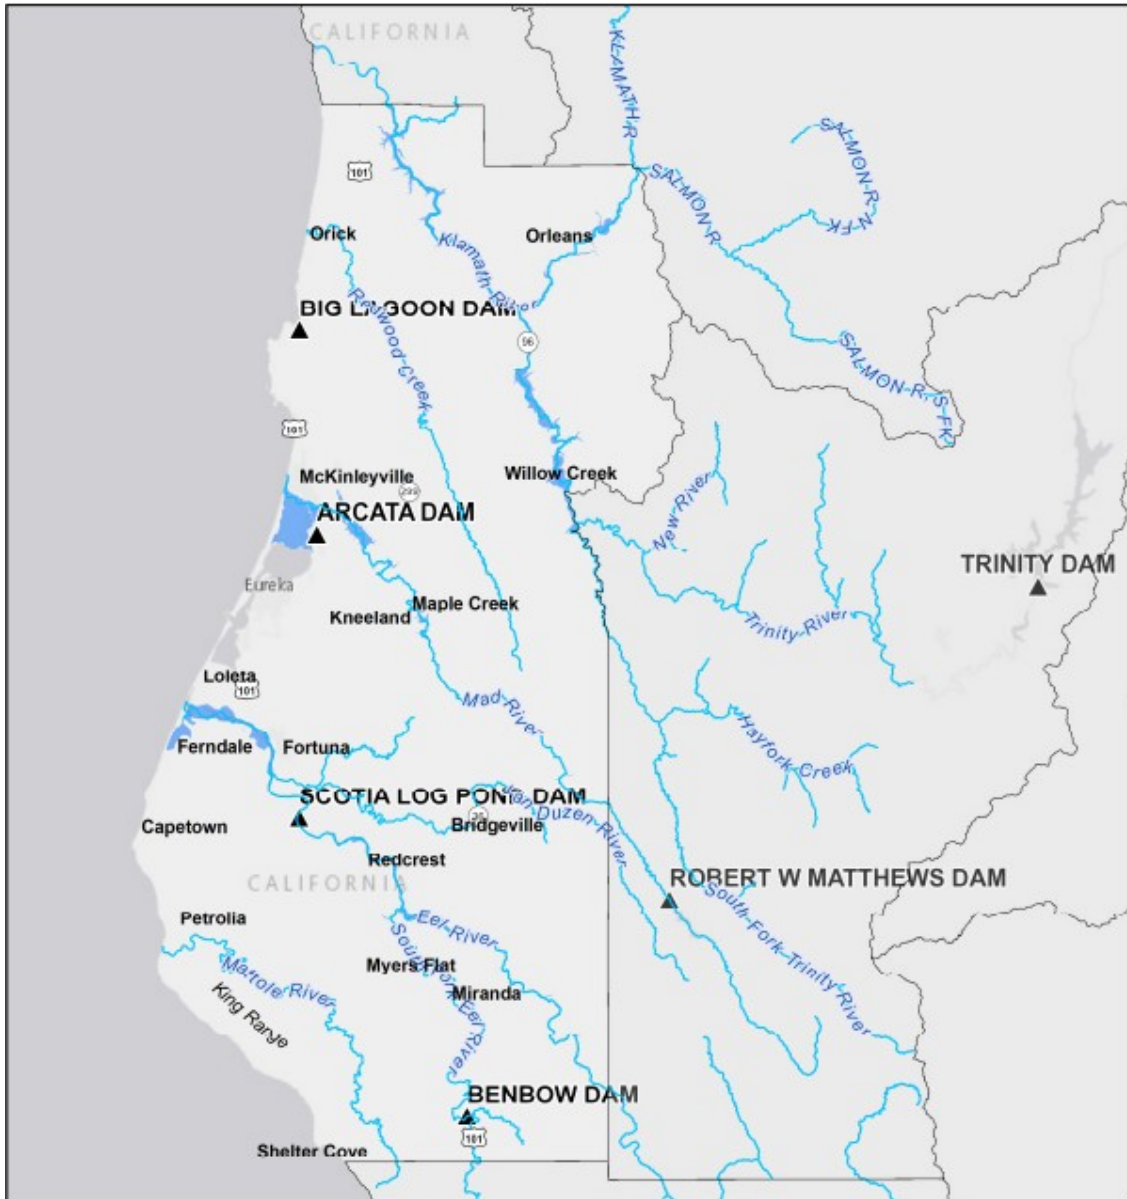 CALIFORNIA
KLAMATH R
SALMON R, N FK
101
SALMON R
Orick
Klamath River
Orleans
BIG LAGOON DAM
Redwood Creek
96
SALMON R, S FK
101
McKinleyville
299
Willow Creek
New River
ARCATA DAM
TRINITY DAM
Eureka
Kneeland
Maple Creek
Trinity River
Loleta
101
Mad River
Hayfork Creek
Ferndale
Fortuna
SCOTIA LOG POND DAM
Van Duzen River
36
Capetown
Bridgeville
Redcrest
CALIFORNIA
ROBERT W MATTHEWS DAM
Petrolia
Eel River
South Fork Trinity River
Myers Flat
South Fork Eel River
Mattole River
Miranda
King Range
BENBOW DAM
101
Shelter Cove